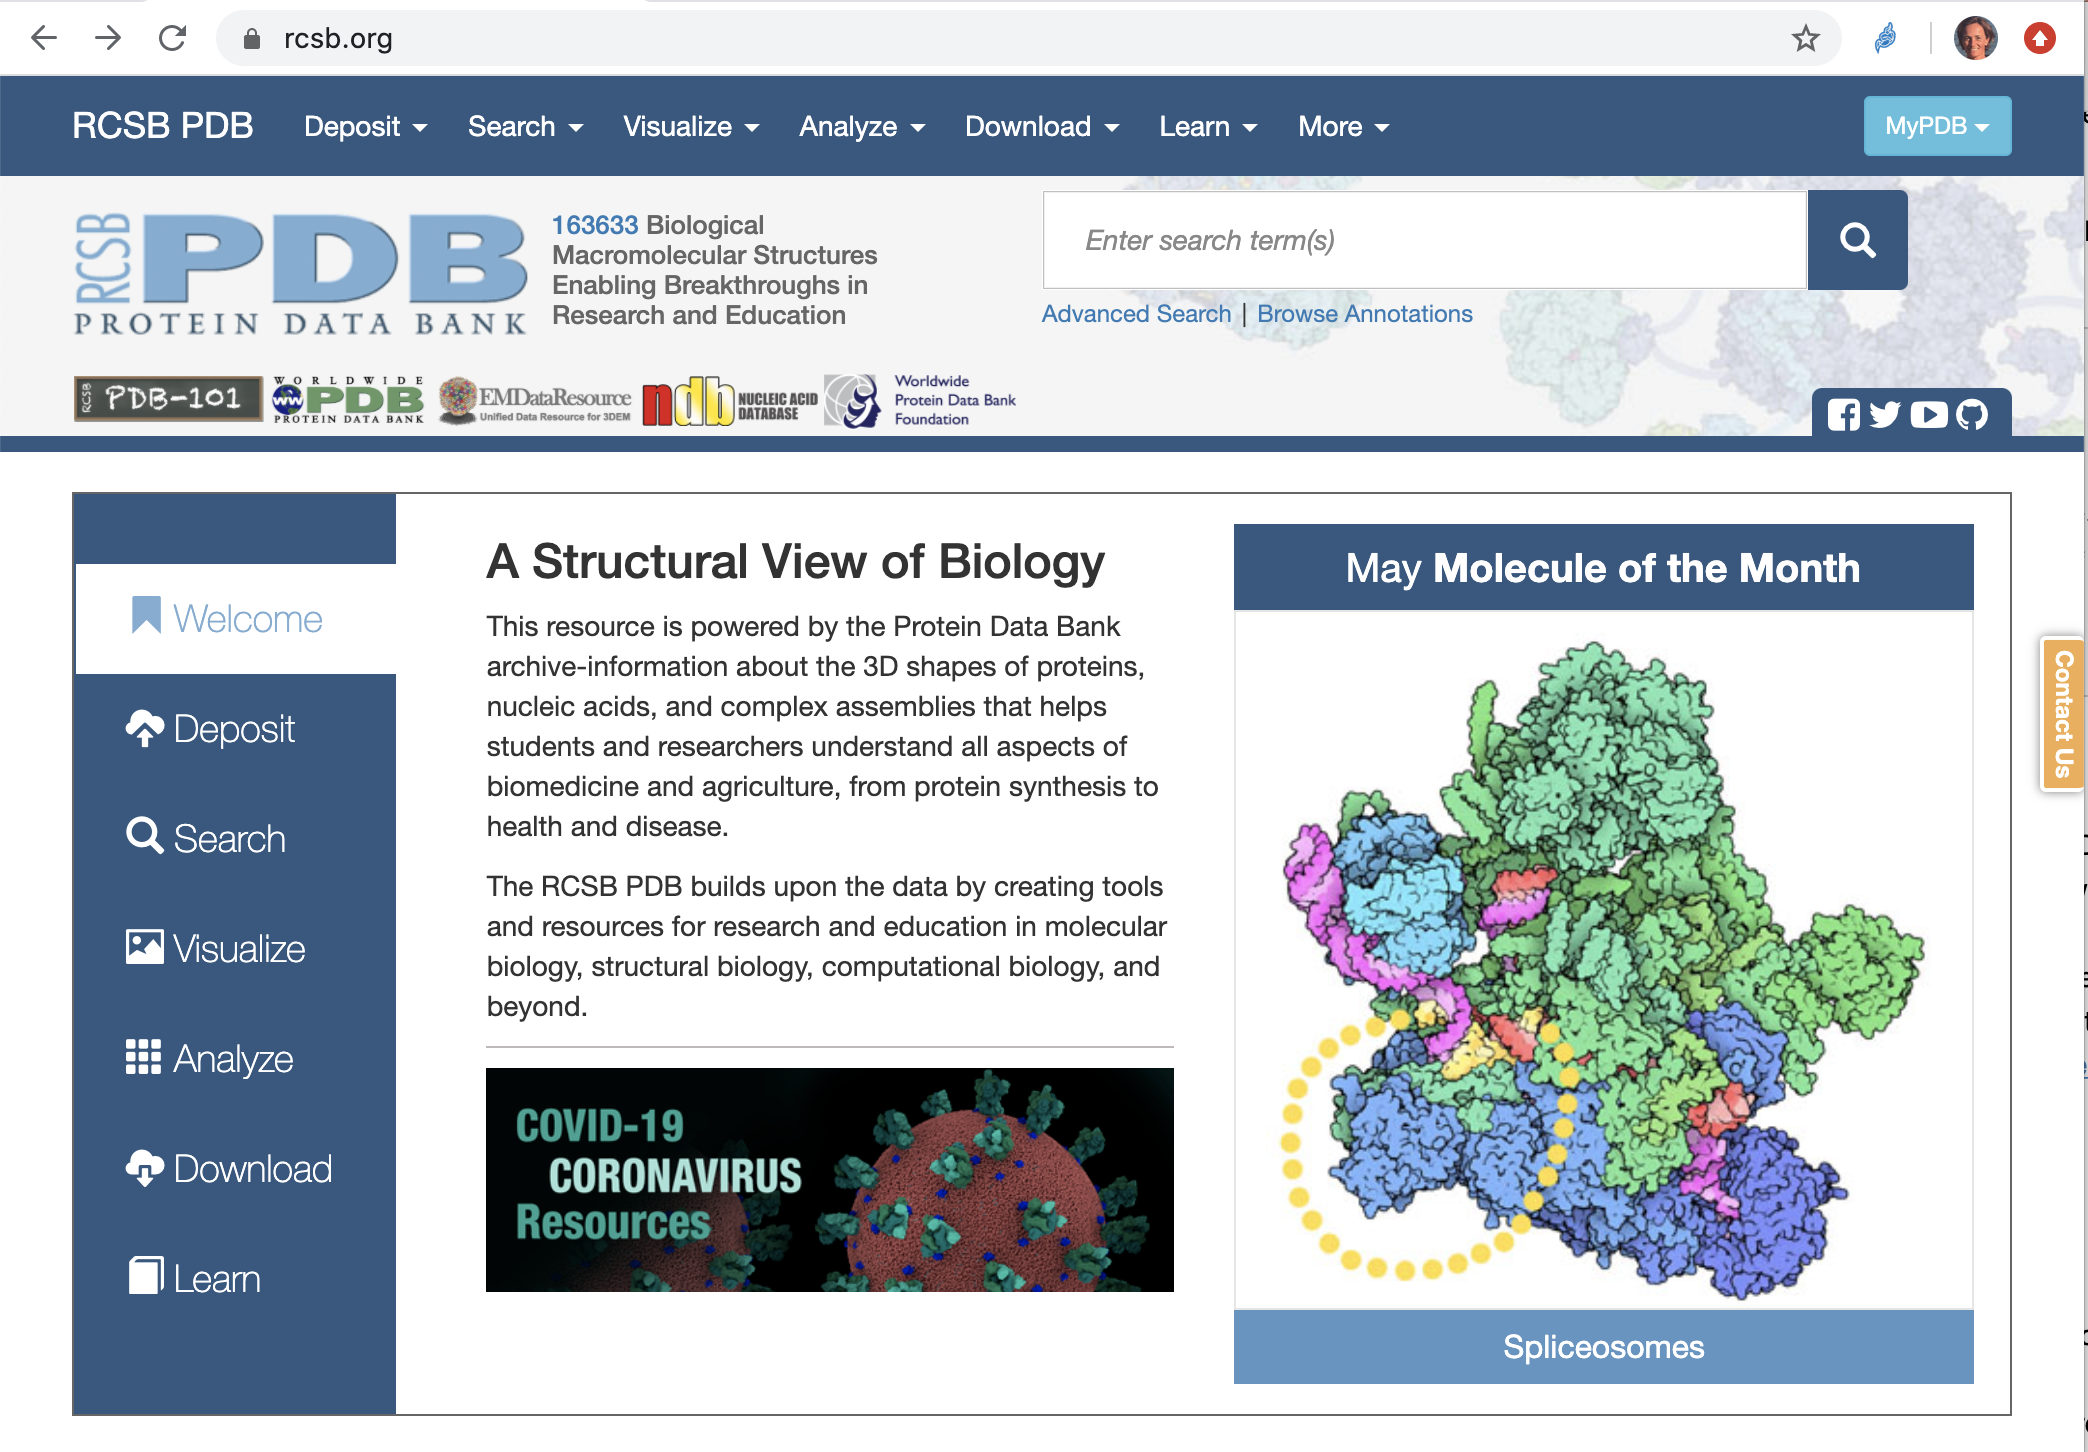 rcsb.org
RCSB PDB Deposit Search Visualize Analyze Download Learn More MyPDB
RCSB PDB
PROTEIN DATA BANK
163633 Biological
Macromolecular Structures
Enabling Breakthroughs in
Research and Education
Enter search term(s)
Advanced Search | Browse Annotations
RCSB PDB-101
WORLDWIDE
WW PDB
PROTEIN DATA BANK
EMDataResource
Unified Data Resource for 3DEM
ndb NUCLEIC ACID
DATABASE
Worldwide
Protein Data Bank
Foundation
Welcome
Deposit
Search
Visualize
Analyze
Download
Learn
A Structural View of Biology
This resource is powered by the Protein Data Bank
archive-information about the 3D shapes of proteins,
nucleic acids, and complex assemblies that helps
students and researchers understand all aspects of
biomedicine and agriculture, from protein synthesis to
health and disease.
The RCSB PDB builds upon the data by creating tools
and resources for research and education in molecular
biology, structural biology, computational biology, and
beyond.
COVID-19
CORONAVIRUS
Resources
May Molecule of the Month
Spliceosomes
Contact Us